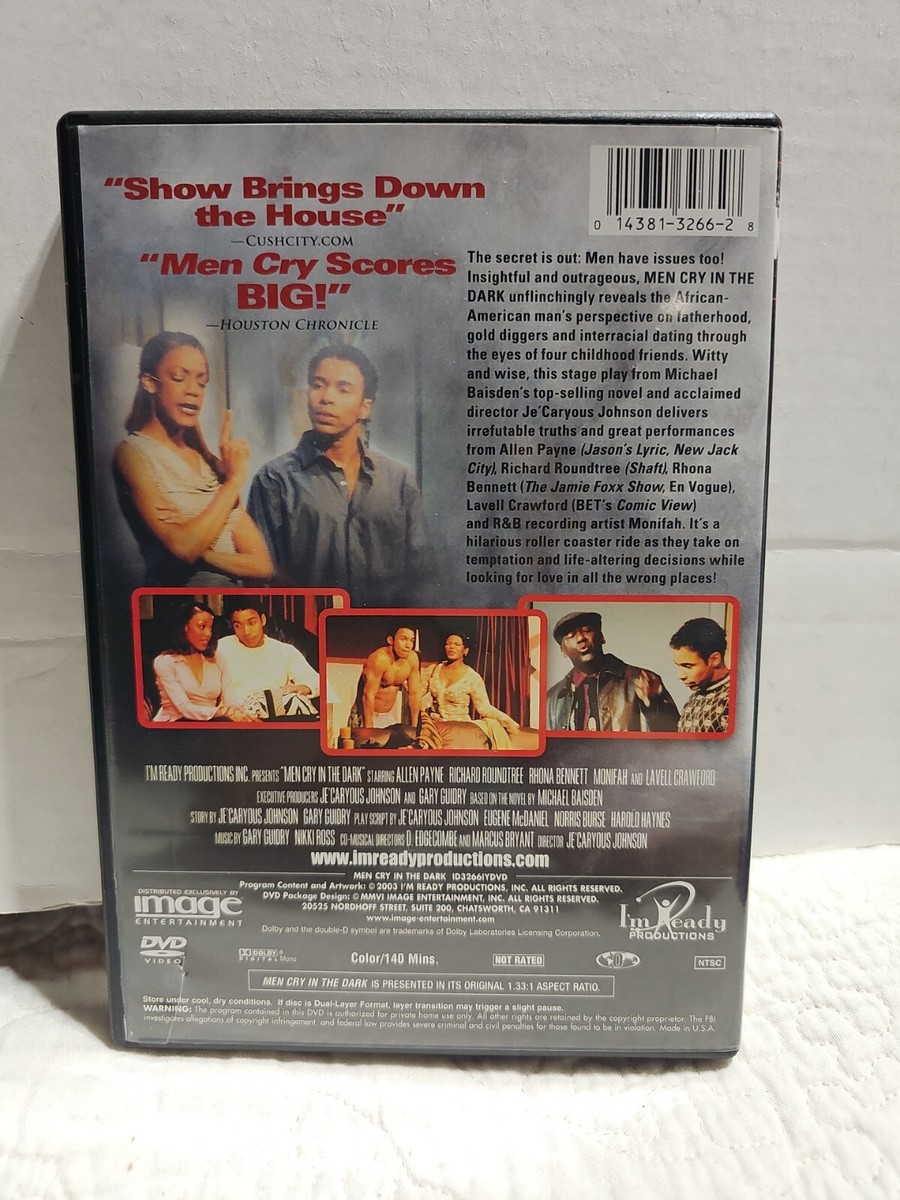 “Show Brings Down
the House”
—CUSHCITY.COM
“Men Cry Scores
BIG!”
—HOUSTON CHRONICLE
0 14381-3266-2 8
The secret is out: Men have issues too!
Insightful and outrageous, MEN CRY IN THE
DARK unflinchingly reveals the African-
American man's perspective on fatherhood,
gold diggers and interracial dating through
the eyes of four childhood friends. Witty
and wise, this stage play from Michael
Baisden's top-selling novel and acclaimed
director Je'Caryous Johnson delivers
irrefutable truths and great performances
from Allen Payne (Jason's Lyric, New Jack
City), Richard Roundtree (Shaft), Rhona
Bennett (The Jamie Foxx Show, En Vogue),
Lavell Crawford (BET's Comic View)
and R&B recording artist Monifah. It's a
hilarious roller coaster ride as they take on
temptation and life-altering decisions while
looking for love in all the wrong places!
I'M READY PRODUCTIONS INC. PRESENTS "MEN CRY IN THE DARK" STARRING ALLEN PAYNE RICHARD ROUNDTREE RHONA BENNETT MONIFAH AND LAVELL CRAWFORD
EXECUTIVE PRODUCERS JE'CARYOUS JOHNSON AND GARY GUIDRY BASED ON THE NOVEL BY MICHAEL BAISDEN
STORY BY JE'CARYOUS JOHNSON GARY GUIDRY PLAY SCRIPT BY JE'CARYOUS JOHNSON EUGENE McDANIEL NORRIS BURSE HAROLD HAYNES
MUSIC BY GARY GUIDRY NIKKI ROSS CO-MUSICAL DIRECTORS D. EDGECOMBE AND MARCUS BRYANT DIRECTOR JE'CARYOUS JOHNSON
www.imreadyproductions.com
MEN CRY IN THE DARK ID3266IYDVD
DISTRIBUTED EXCLUSIVELY BY
image
ENTERTAINMENT
Program Content and Artwork: © 2003 I'M READY PRODUCTIONS, INC. ALL RIGHTS RESERVED.
DVD Package Design: © MMVI IMAGE ENTERTAINMENT, INC. ALL RIGHTS RESERVED.
20525 NORDHOFF STREET, SUITE 200, CHATSWORTH, CA 91311
www.image-entertainment.com
Dolby and the double-D symbol are trademarks of Dolby Laboratories Licensing Corporation.
I'm Ready
PRODUCTIONS
DVD
VIDEO
DOLBY®
DIGITAL Mono
Color/140 Mins.
NOT RATED
0
NTSC
MEN CRY IN THE DARK IS PRESENTED IN ITS ORIGINAL 1.33:1 ASPECT RATIO.
Store under cool, dry conditions. If disc is Dual-Layer Format, layer transition may trigger a slight pause.
WARNING: The program contained in this DVD is authorized for private home use only. All other rights are retained by the copyright proprietor. The FBI
investigates allegations of copyright infringement, and federal law provides severe criminal and civil penalties for those found to be in violation. Made in U.S.A.